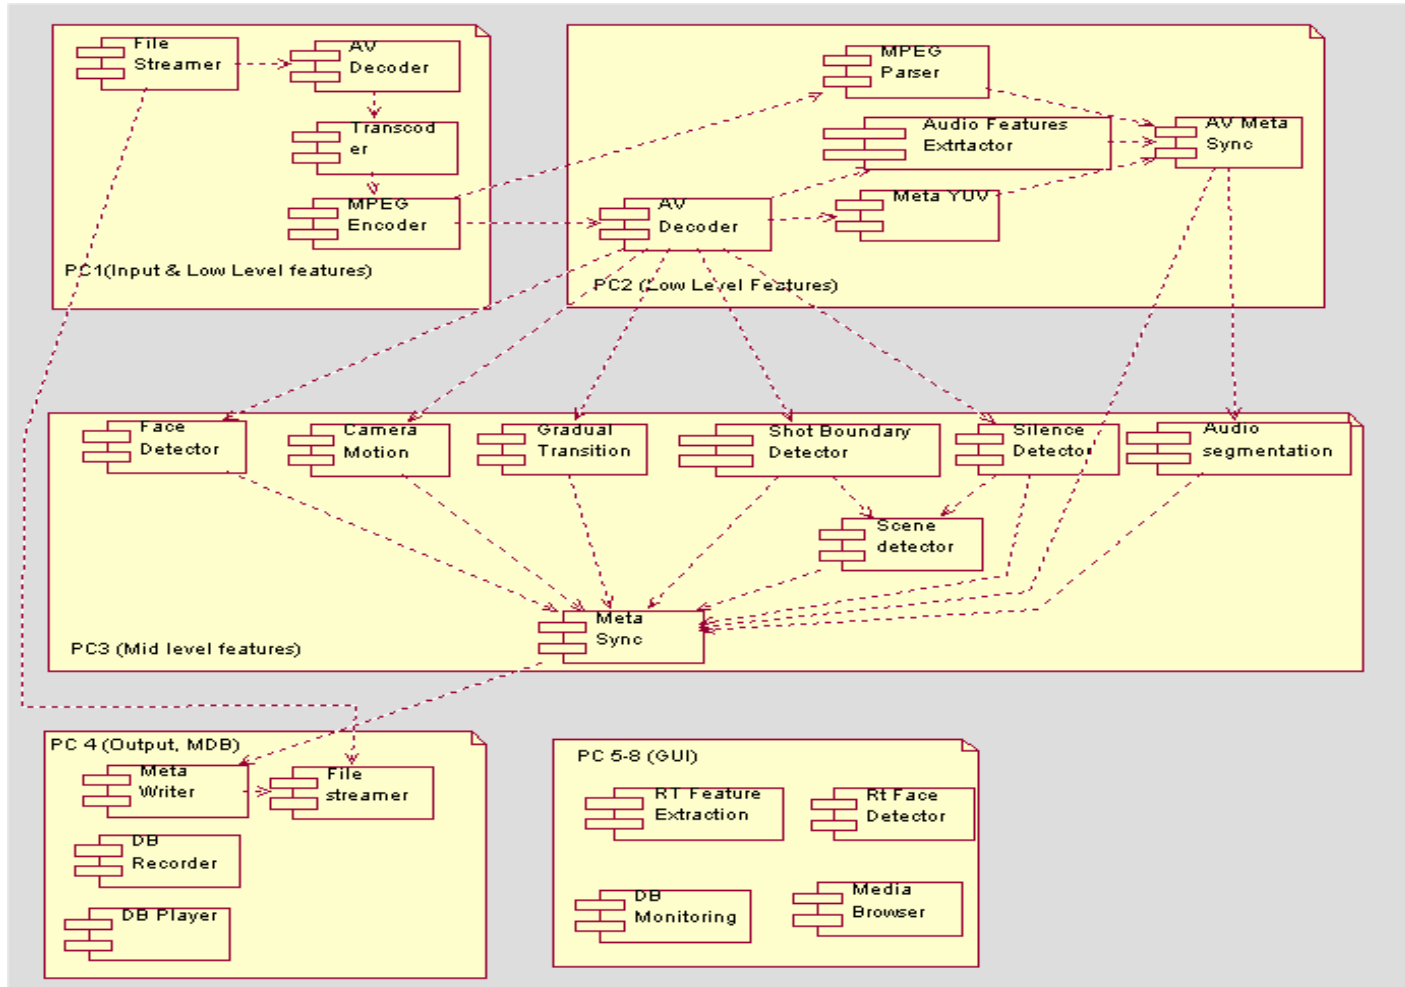 File
Streamer
AV
Decoder
Transcod
er
MPEG
Encoder
PC1(Input & Low Level features)
MPEG
Parser
Audio Features
Extrtactor
AV Meta
Sync
Meta YUV
AV
Decoder
PC2 (Low Level Features)
Face
Detector
Camera
Motion
Gradual
Transition
Shot Boundary
Detector
Silence
Detector
Audio
segmentation
Scene
detector
Meta
Sync
PC3 (Mid level features)
PC 4 (Output, MDB)
Meta
Writer
File
streamer
DB
Recorder
DB Player
PC 5-8 (GUI)
RT Feature
Extraction
Rt Face
Detector
DB
Monitoring
Media
Browser